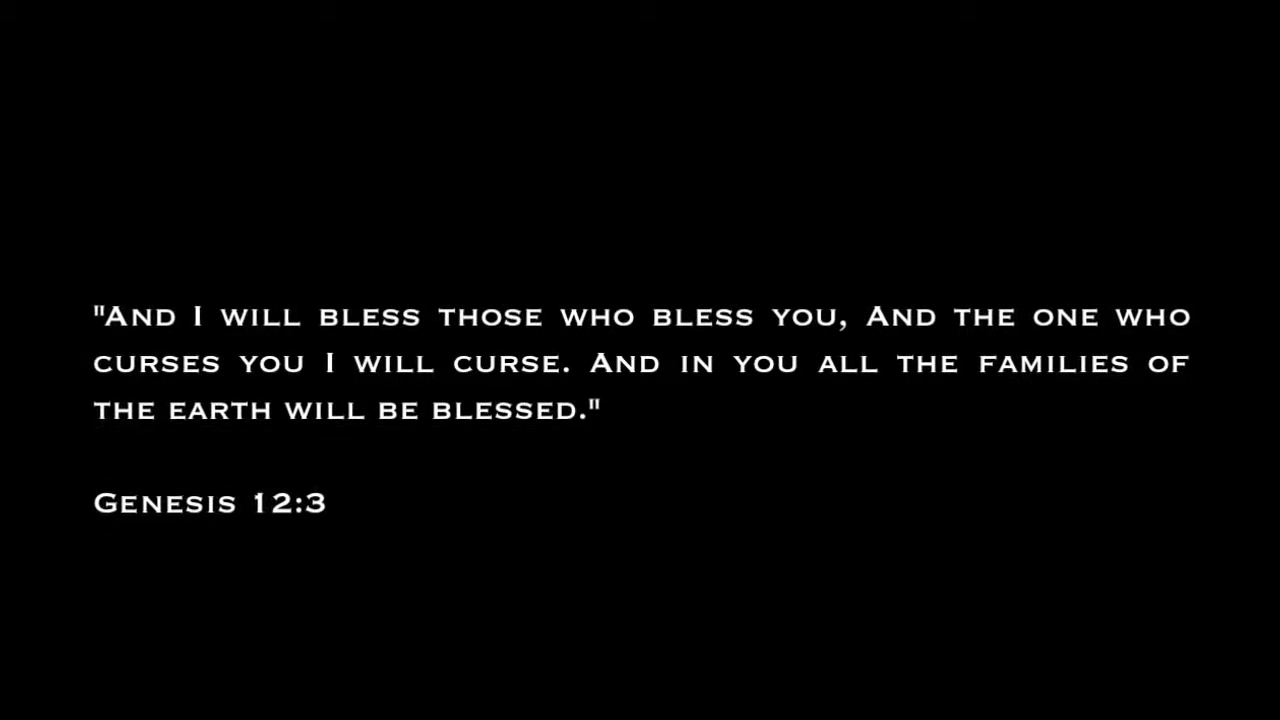 "And I will bless those who bless you, And the one who
curses you I will curse. And in you all the families of
the earth will be blessed."
Genesis 12:3